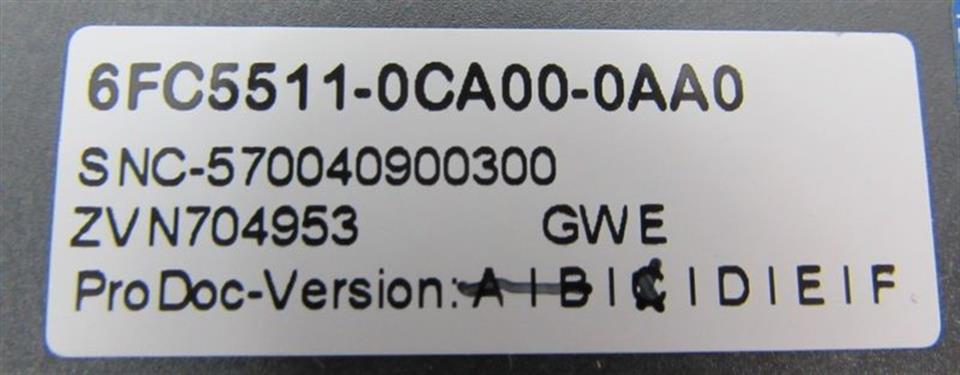 6FC5511-0CA00-0AA0
SNC-570040900300
ZVN704953 GWE
ProDoc-Version: A | B | C | D | E | F